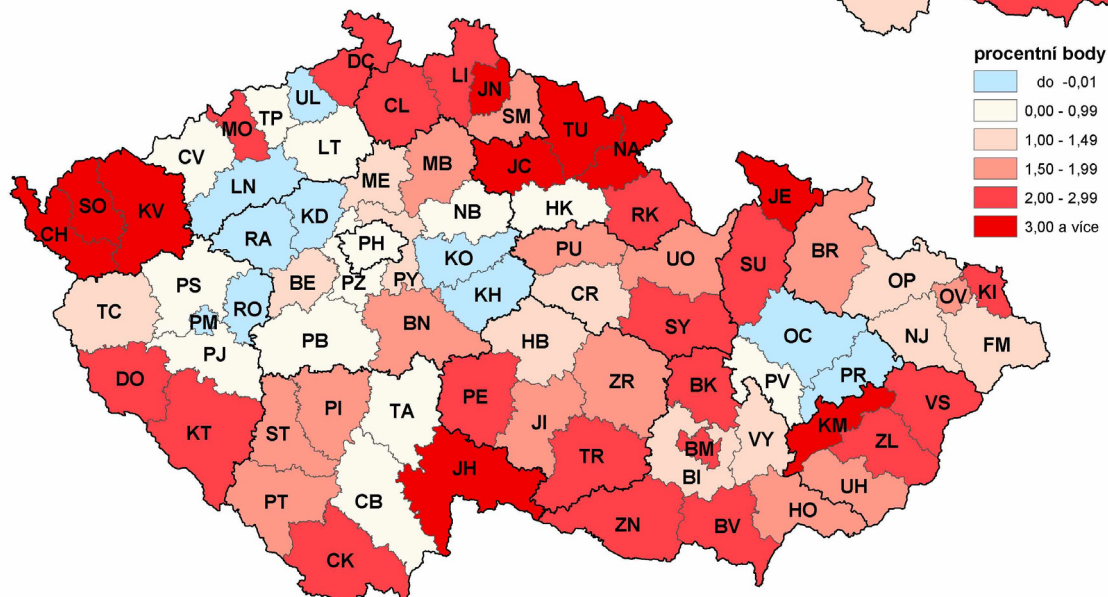 procentní body
do -0,01
0,00 - 0,99
1,00 - 1,49
1,50 - 1,99
2,00 - 2,99
3,00 a více
DC
LI
JN
UL
CL
SM
TP
MO
TU
LT
CV
NA
MB
JC
ME
LN
JE
SO
KV
KD
NB
HK
RK
CH
RA
PH
BR
KO
PU
UO
SU
OP
KI
OV
PS
BE
PZ
PY
KH
CR
TC
RO
PM
SY
OC
NJ
FM
BN
PB
HB
PJ
PR
DO
ZR
BK
PV
PE
VS
PI
TA
KT
ST
JI
KM
ZL
VY
BM
TR
JH
BI
UH
PT
CB
HO
ZN
BV
CK